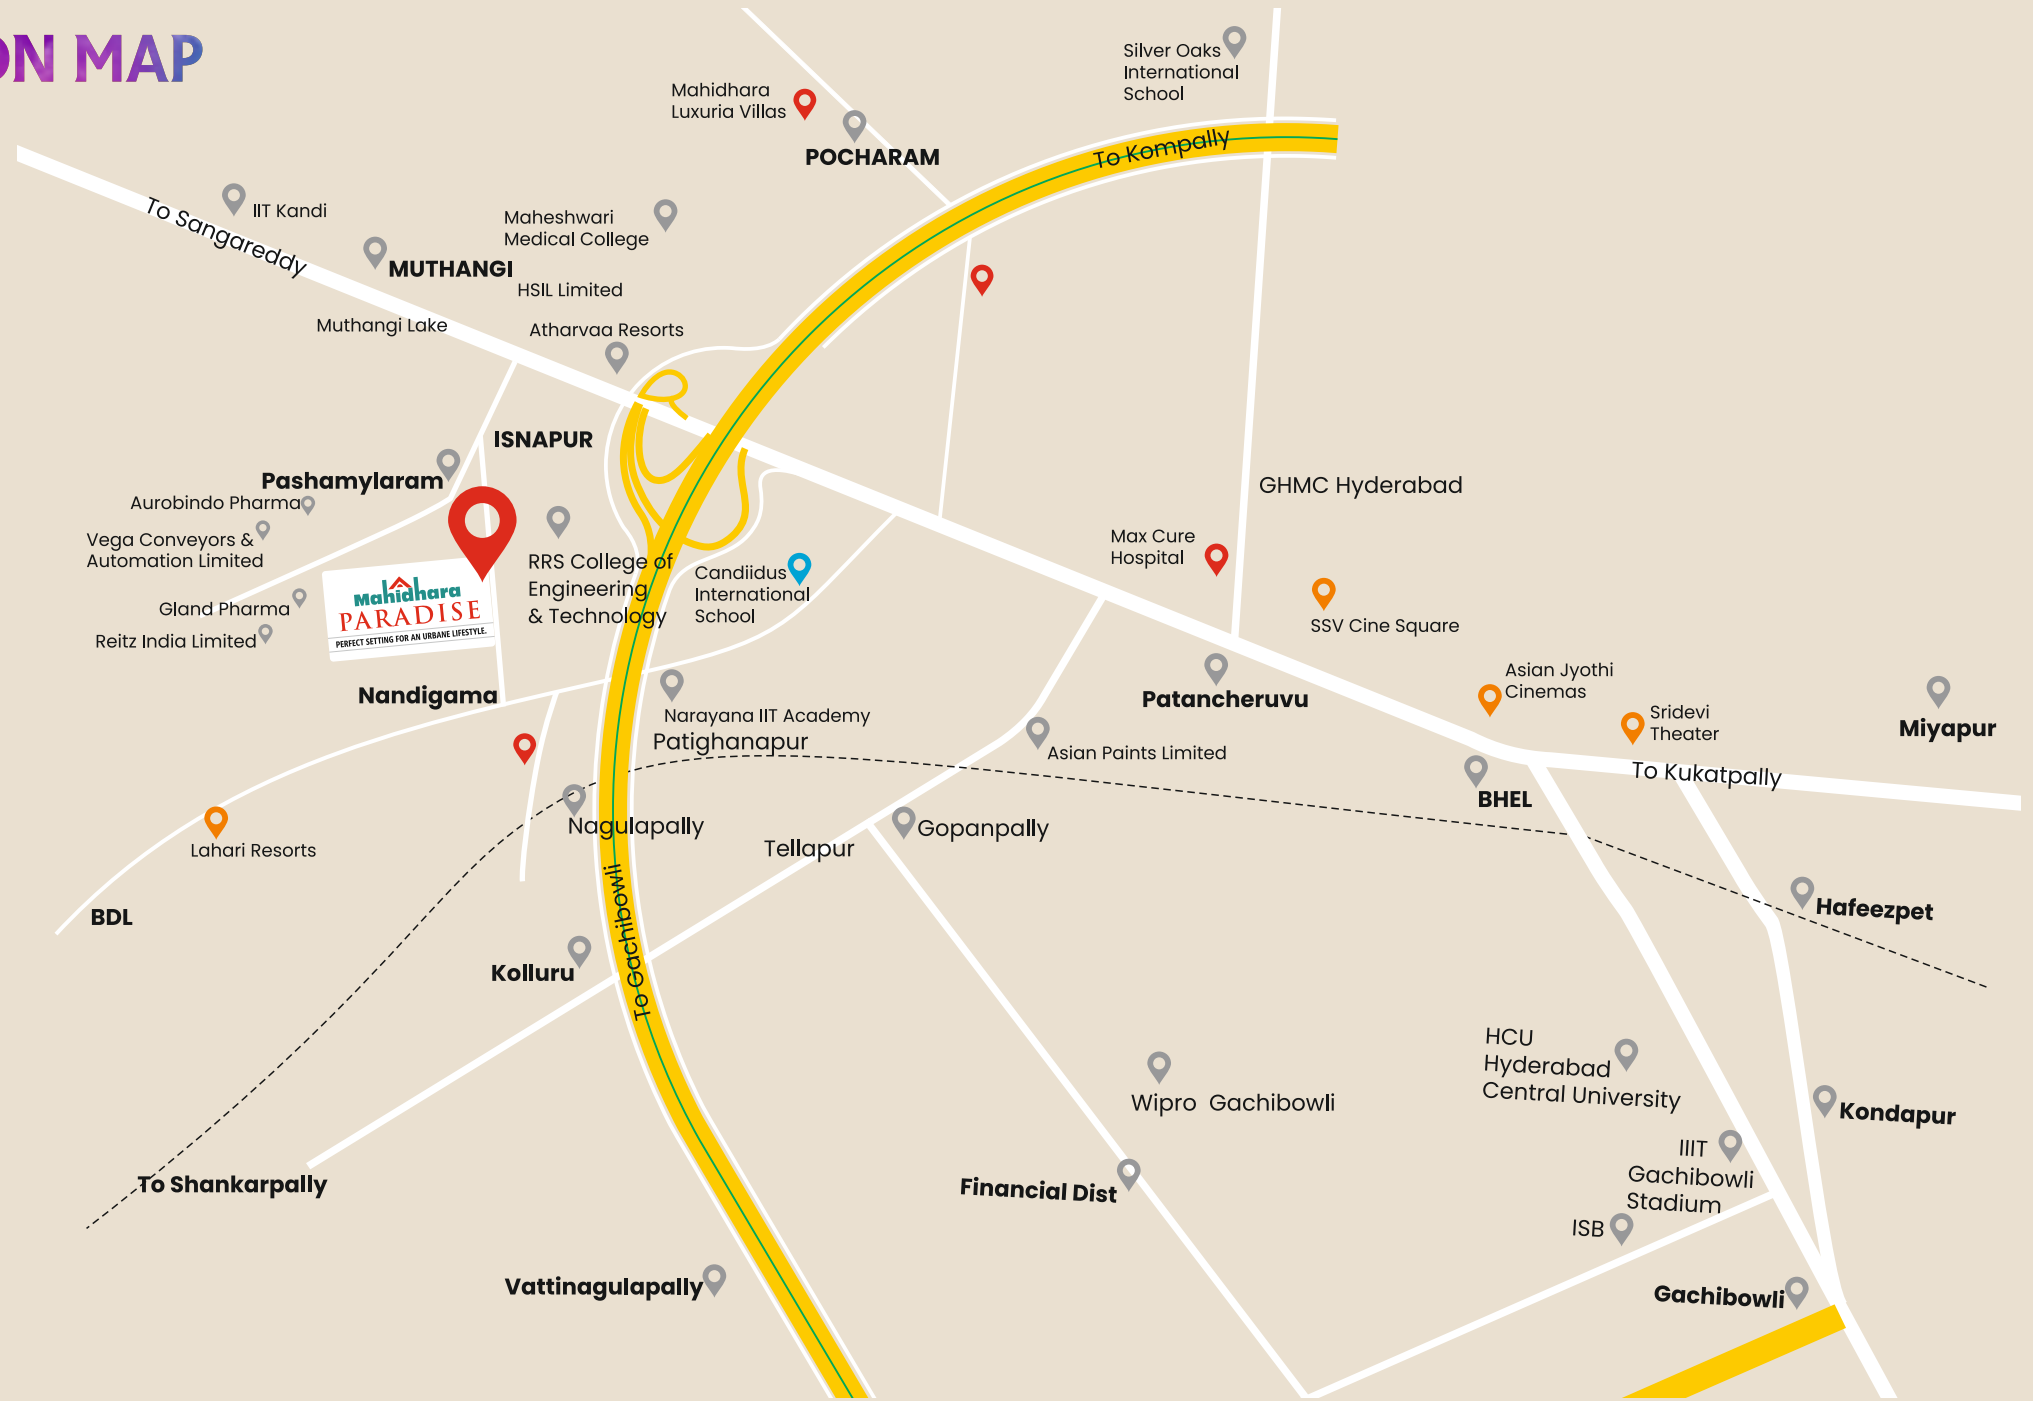 ON MAP
Silver Oaks
International
School
Mahidhara
Luxuria Villas
POCHARAM
To Kompally
IIT Kandi
To Sangareddy
Maheshwari
Medical College
MUTHANGI
HSIL Limited
Muthangi Lake
Atharvaa Resorts
ISNAPUR
Pashamylaram
Aurobindo Pharma
Vega Conveyors &
Automation Limited
Gland Pharma
Reitz India Limited
Mahidhara
PARADISE
PERFECT SETTING FOR AN URBANE LIFESTYLE.
RRS College of
Engineering
& Technology
Candiidus
International
School
GHMC Hyderabad
Max Cure
Hospital
SSV Cine Square
Asian Jyothi
Cinemas
Sridevi
Theater
Patancheruvu
Miyapur
Nandigama
Narayana IIT Academy
Patighanapur
Asian Paints Limited
To Kukatpally
BHEL
Nagulapally
Tellapur
Gopanpally
Lahari Resorts
BDL
To Gachibowli
Kolluru
Hafeezpet
HCU
Hyderabad
Central University
Wipro Gachibowli
Kondapur
IIIT
Gachibowli
Stadium
To Shankarpally
Financial Dist
ISB
Vattinagulapally
Gachibowli